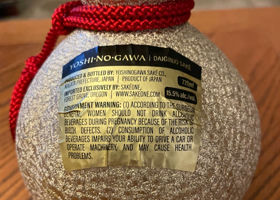 YOSHI·NO·GAWA | DAIGINJO SAKE
PRODUCED & BOTTLED BY: YOSHINOGAWA SAKE CO.
NIIGATA PREFECTURE, JAPAN | PRODUCT OF JAPAN
IMPORTED EXCLUSIVELY BY: SAKEONE, 720ml
FOREST GROVE, OREGON | WWW.SAKEONE.COM 15.5% alc./vol.
GOVERNMENT WARNING: (1) ACCORDING TO THE SURGEON
GENERAL, WOMEN SHOULD NOT DRINK ALCOHOLIC
BEVERAGES DURING PREGNANCY BECAUSE OF THE RISK OF
BIRTH DEFECTS. (2) CONSUMPTION OF ALCOHOLIC
BEVERAGES IMPAIRS YOUR ABILITY TO DRIVE A CAR OR
OPERATE MACHINERY, AND MAY CAUSE HEALTH
PROBLEMS.